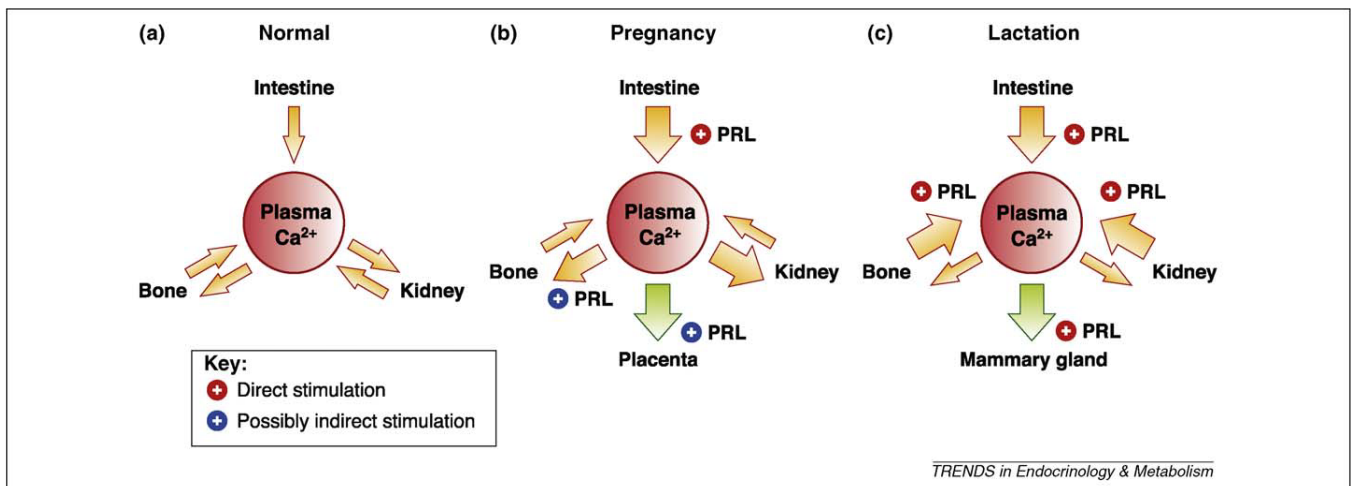 (a) Normal
Intestine
Plasma
Ca²⁺
Bone
Kidney
(b) Pregnancy
Intestine
PRL
Plasma
Ca²⁺
Bone
Kidney
PRL
PRL
Placenta
(c) Lactation
Intestine
PRL
PRL
PRL
Plasma
Ca²⁺
Bone
Kidney
PRL
Mammary gland
Key:
Direct stimulation
Possibly indirect stimulation
TRENDS in Endocrinology & Metabolism